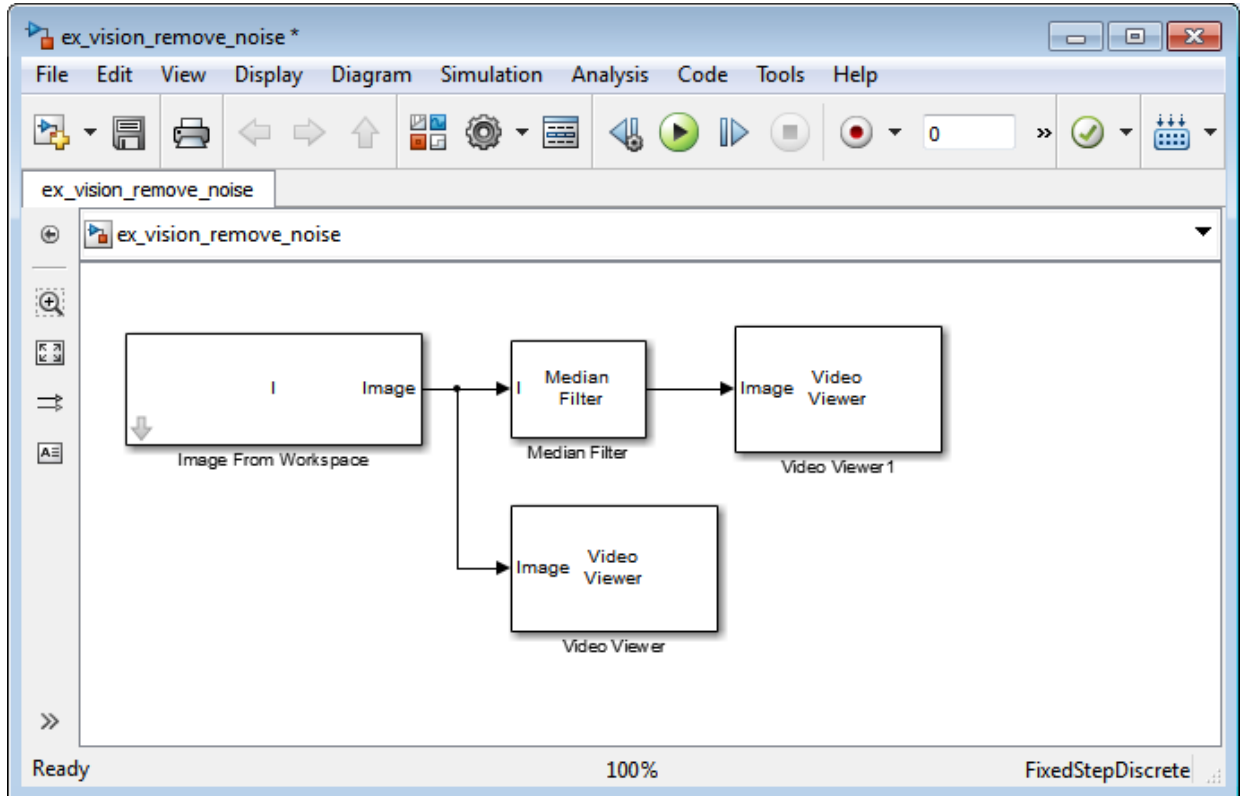 ex_vision_remove_noise *
File Edit View Display Diagram Simulation Analysis Code Tools Help
0 »
ex_vision_remove_noise
ex_vision_remove_noise
I Image
Image From Workspace
I Median
Filter
Median Filter
Image Video
Viewer
Video Viewer1
Image Video
Viewer
Video Viewer
»
Ready 100% FixedStepDiscrete